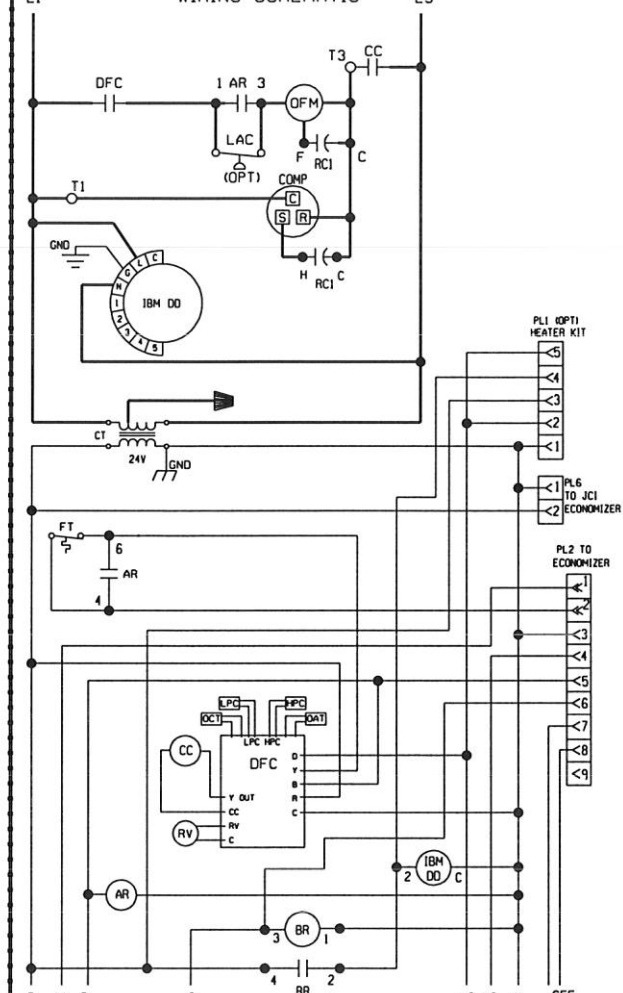 WIRING SCHEMATIC
T3
CC
DFC
1 AR 3
OFM
LAC
(OPT)
F
RC1
C
T1
COMP
C
S
R
H
C
RC1
GND
C
L
G
N
1
2
3
4
5
IBM DD
PL1 (OPT)
HEATER KIT
<5
<4
<3
<2
<1
CT
24V
GND
<1
PL6
TO JCI
<2
ECONOMIZER
FT
6
AR
4
PL2 TO
ECONOMIZER
1
2
<3
<4
<5
<6
<7
<8
<9
LPC
HPC
OCT
OAT
LPC HPC
DFC
CC
Y OUT
CC
RV
C
RV
Y
B
R
C
IBM
DD
2
C
AR
3
BR
1
4
2
BR